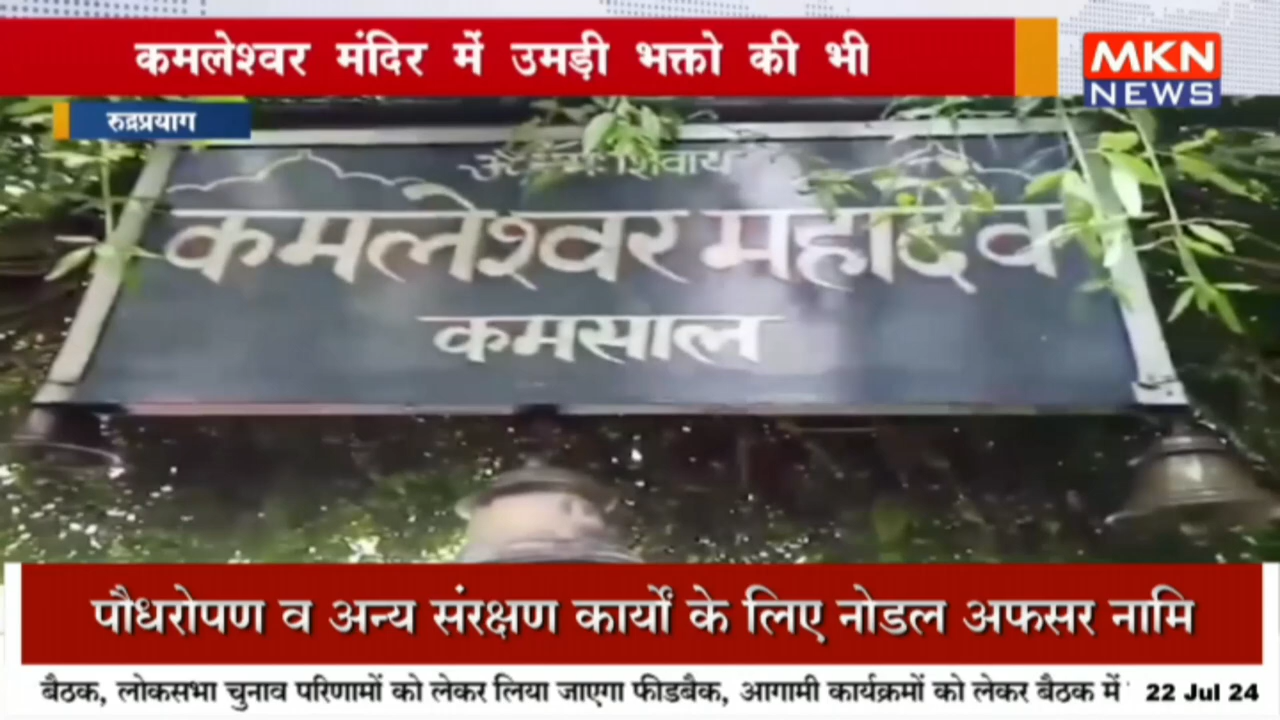 कमलेश्वर मंदिर में उमड़ी भक्तो की भी
MKN
NEWS
रुद्रप्रयाग
ॐ नमः शिवाय
कमलेश्वर महादेव
कमसाल
पौधरोपण व अन्य संरक्षण कार्यों के लिए नोडल अफसर नामि
बैठक, लोकसभा चुनाव परिणामों को लेकर लिया जाएगा फीडबैक, आगामी कार्यक्रमों को लेकर बैठक में
22 Jul 24